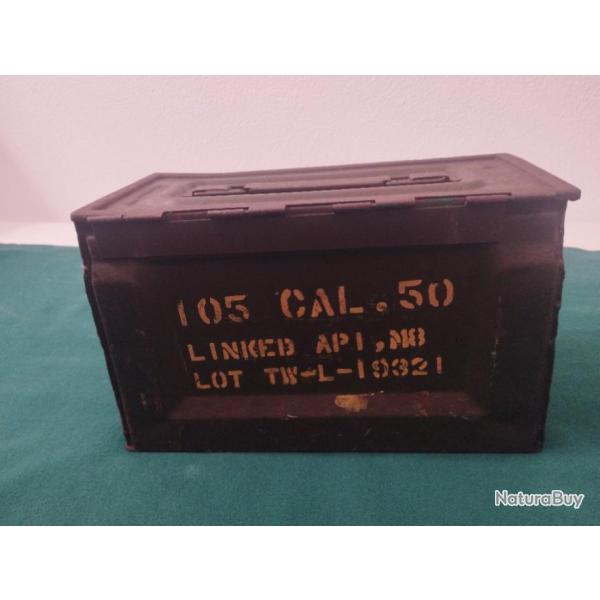 105 CAL .50
LINKED API, M8
LOT TW-L-19321
NaturaBuy